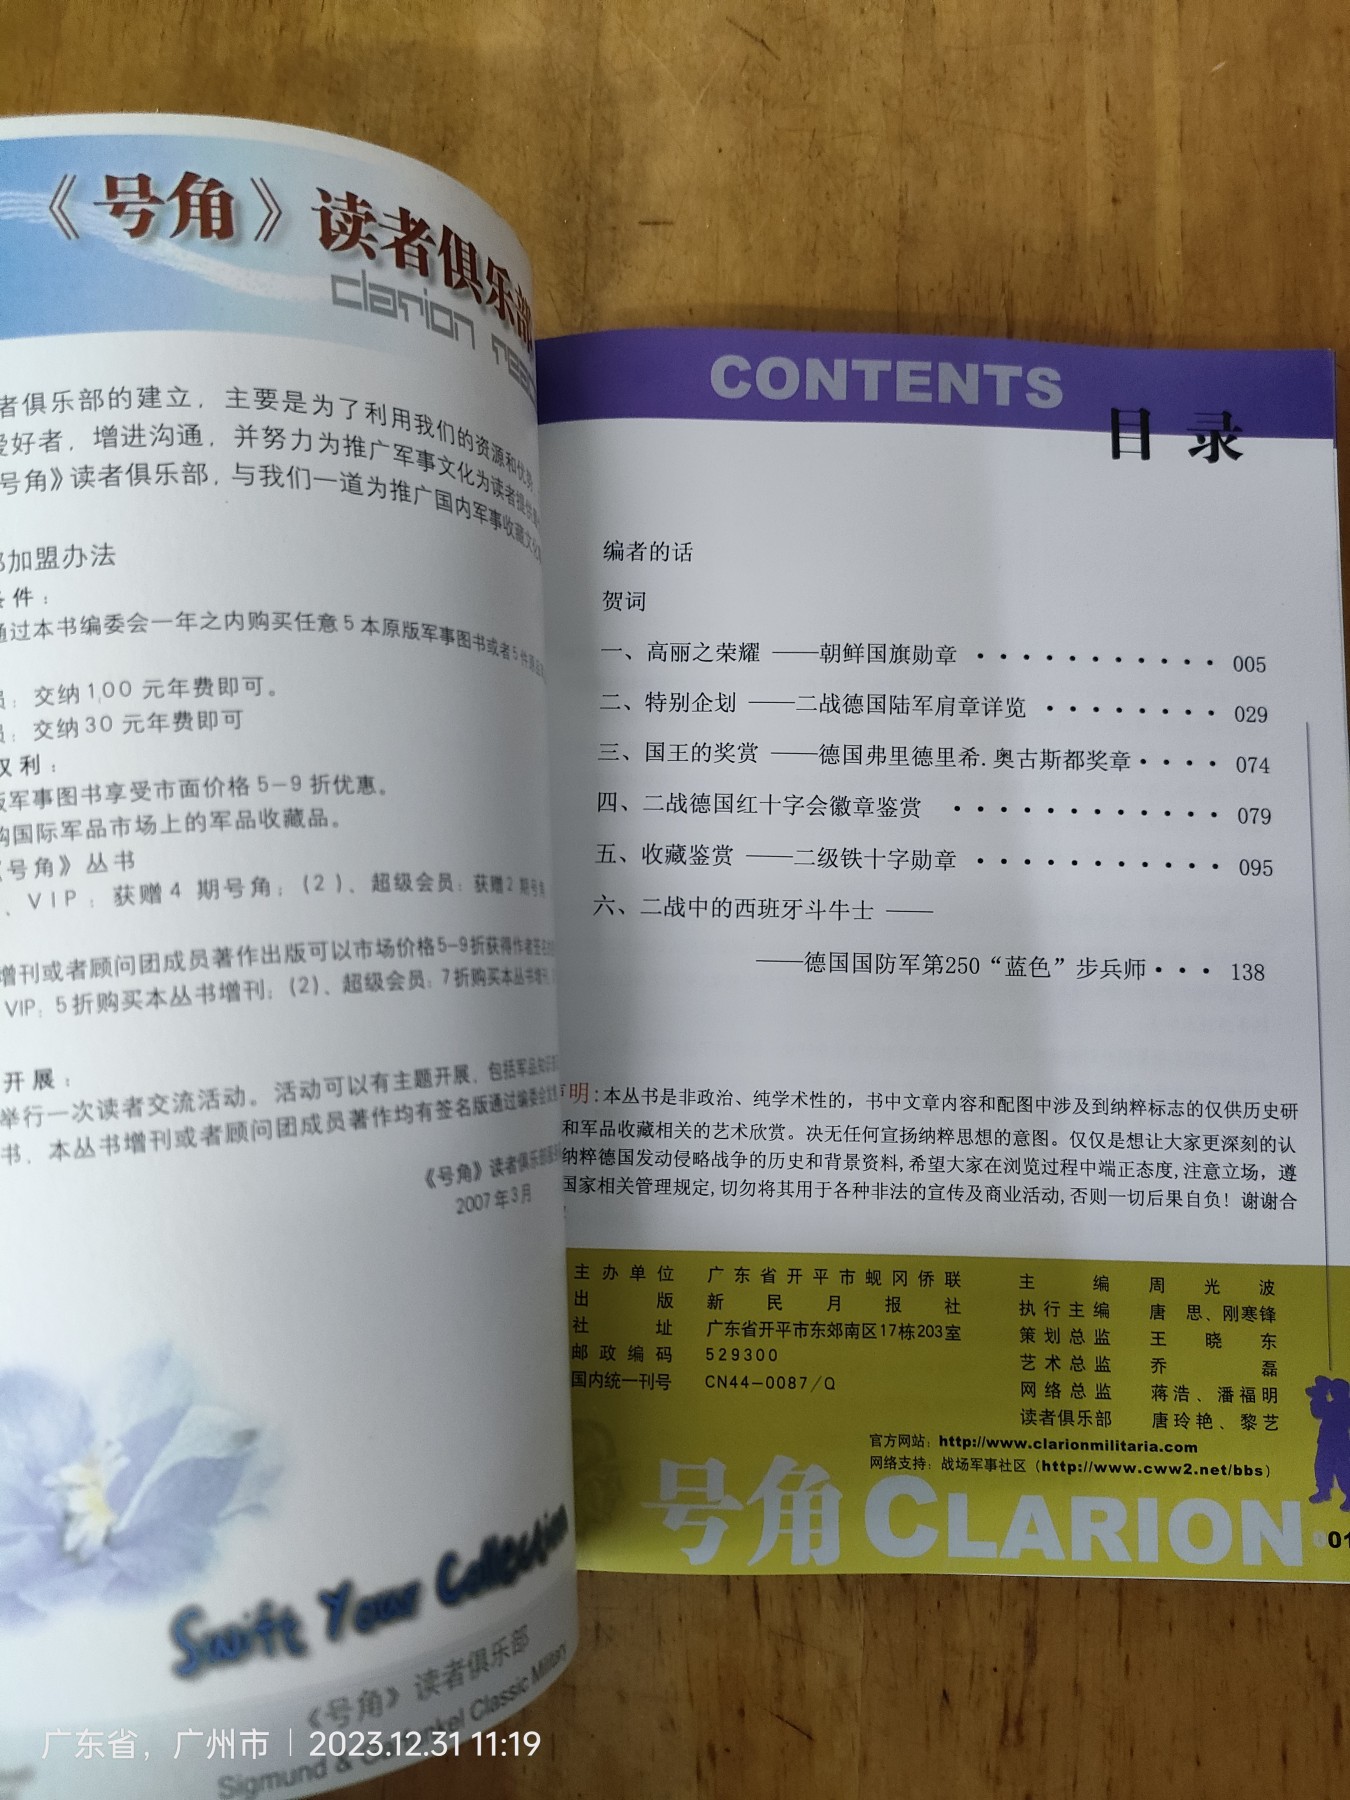 《号角》读者俱乐部
clarion
者俱乐部的建立，主要是为了利用我们的资源和优势
爱好者，增进沟通，并努力为推广军事文化为读者提供
号角》读者俱乐部，与我们一道为推广国内军事收藏文化
加盟办法
条件：
通过本书编委会一年之内购买任意5本原版军事图书或者5件
员：交纳100元年费即可。
员：交纳30元年费即可
权利：
版军事图书享受市面价格5-9折优惠。
购国际军品市场上的军品收藏品。
《号角》丛书
、VIP：获赠4 期号角；(2)、超级会员：获赠2 期号角
增刊或者顾问团成员著作出版可以市场价格5-9折获得作者签名
VIP：5折购买本丛书增刊；(2)、超级会员：7折购买本丛书增刊
开展：
举行一次读者交流活动。活动可以有主题开展，包括军品知识
书、本丛书增刊或者顾问团成员著作均有签名版通过编委会
《号角》读者俱乐部
2007年3月
Swift Your Collection
《号角》读者俱乐部
Sigmund & Classic Military
CONTENTS
目录
编者的话
贺词
一、高丽之荣耀 ——朝鲜国旗勋章 ·········· 005
二、特别企划 ——二战德国陆军肩章详览 ········ 029
三、国王的奖赏 ——德国弗里德里希.奥古斯都奖章···· 074
四、二战德国红十字会徽章鉴赏 ··········· 079
五、收藏鉴赏 ——二级铁十字勋章 ·········· 095
六、二战中的西班牙斗牛士 ——
——德国国防军第250“蓝色”步兵师··· 138
明:本丛书是非政治、纯学术性的，书中文章内容和配图中涉及到纳粹标志的仅供历史研
和军品收藏相关的艺术欣赏。决无任何宣扬纳粹思想的意图。仅仅是想让大家更深刻的认
纳粹德国发动侵略战争的历史和背景资料,希望大家在浏览过程中端正态度,注意立场，遵
国家相关管理规定,切勿将其用于各种非法的宣传及商业活动,否则一切后果自负！谢谢合
主办单位 广东省开平市蚬冈侨联
出版 新民月报社
社址 广东省开平市东郊南区17栋203室
邮政编码 529300
国内统一刊号 CN44-0087/Q
主编 周光波
执行主编 唐思、刚寒锋
策划总监 王晓东
艺术总监 乔磊
网络总监 蒋浩、潘福明
读者俱乐部 唐玲艳、黎艺
官方网站：http://www.clarionmilitaria.com
网络支持：战场军事社区（http://www.cww2.net/bbs）
号角CLARION
01
广东省，广州市 | 2023.12.31 11:19